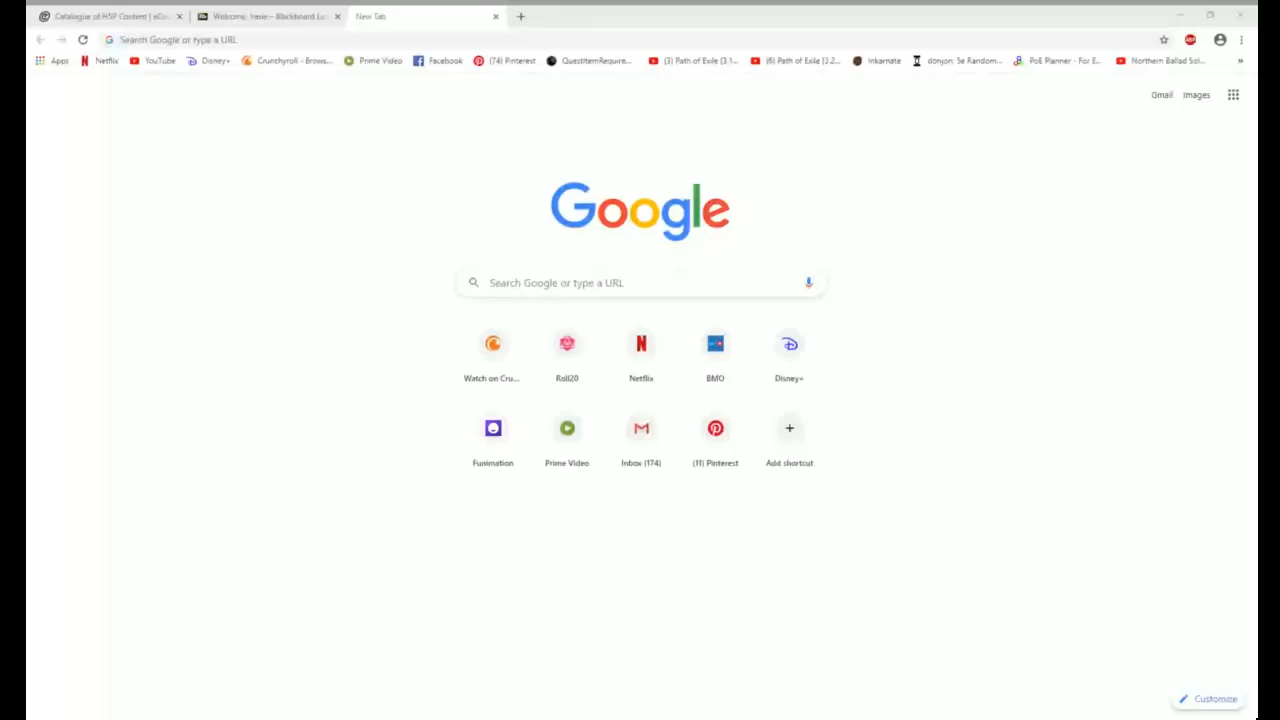 Catalogue of H5P Content | eCa
Welcome, - Blackboard Le
New Tab
Search Google or type a URL
Apps
Netflix
YouTube
Disney+
Crunchyroll - Brows...
Prime Video
Facebook
(74) Pinterest
QuestItemRequire...
(3) Path of Exile [3.1...
(6) Path of Exile [3.2...
Inkarnate
donjon; 5e Random...
PoE Planner - For E...
Northern Ballad Sol...
»
Gmail
Images
Google
Search Google or type a URL
Watch on Cru...
Roll20
Netflix
BMO
Disney+
Funimation
Prime Video
Inbox (174)
(11) Pinterest
Add shortcut
Customize